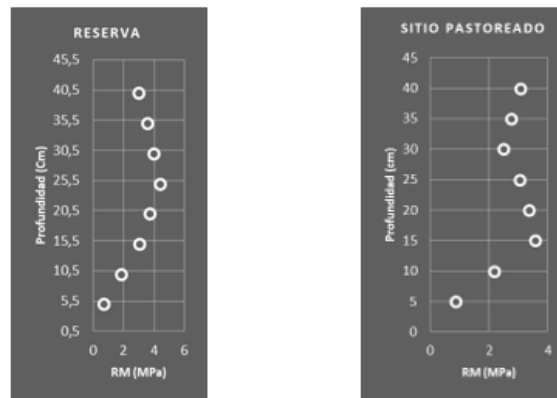 RESERVA
45,5
40,5
35,5
30,5
25,5
20,5
15,5
10,5
5,5
0,5
Profundidad (Cm)
0 2 4 6
RM (MPa)
SITIO PASTOREADO
45
40
35
30
25
20
15
10
5
0
Profundidad (cm)
0 2 4
RM (MPa)